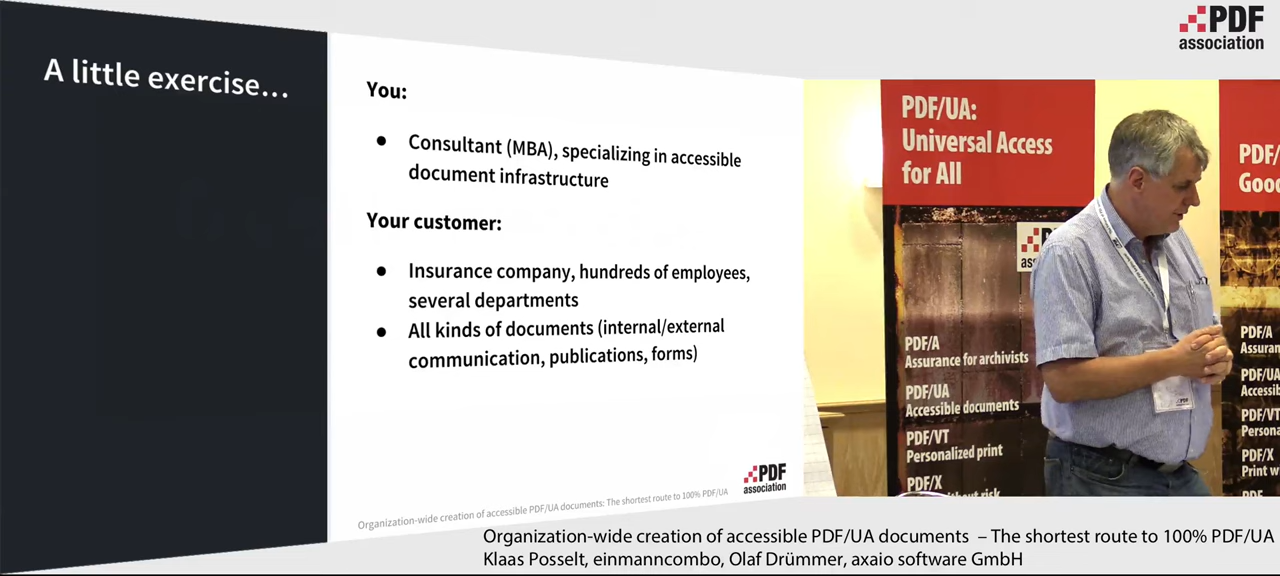 A little exercise...
You:
● Consultant (MBA), specializing in accessible
document infrastructure
Your customer:
● Insurance company, hundreds of employees,
several departments
● All kinds of documents (internal/external
communication, publications, forms)
PDF
association
Organization-wide creation of accessible PDF/UA documents: The shortest route to 100% PDF/UA
PDF
association
PDF/UA:
Universal Access
for All
PDF/A
Assurance for archivists
PDF/UA
Accessible documents
PDF/VT
Personalized print
PDF/X
risk
PDF/
Goo
PDF/A
Assuran
PDF/UA
Accessib
PDF/VT
Persona
PDF/X
Print w
Organization-wide creation of accessible PDF/UA documents – The shortest route to 100% PDF/UA
Klaas Posselt, einmanncombo, Olaf Drümmer, axaio software GmbH